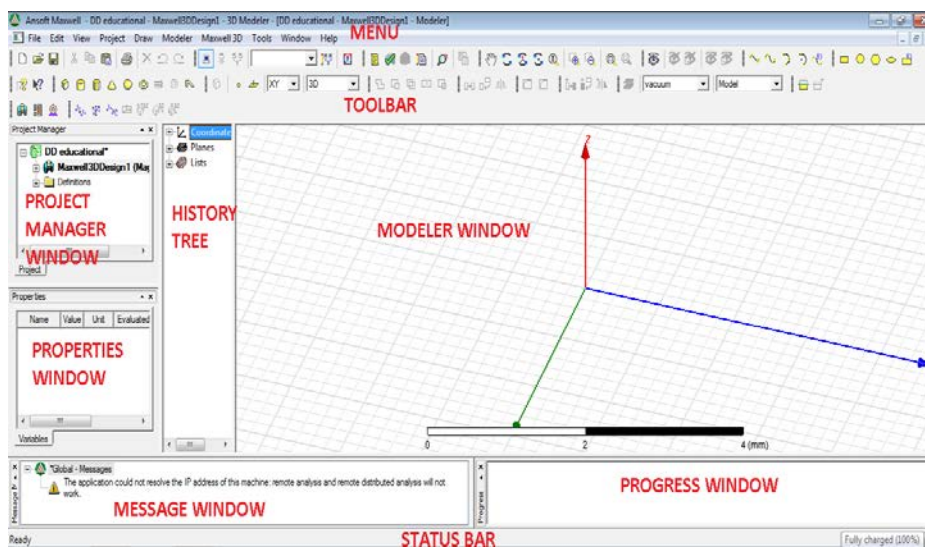 Ansoft Maxwell - DD educational - Maxwell3DDesign1 - 3D Modeler - [DD educational - Maxwell3DDesign1 - Modeler]
File Edit View Project Draw Modeler Maxwell 3D Tools Window Help
MENU
XY 3D vacuum Model
TOOLBAR
Project Manager
DD educational*
Maxwell3DDesign1 (Mag
Definitions
PROJECT
MANAGER
WINDOW
Project
Coordinate
Planes
Lists
HISTORY
TREE
Z
MODELER WINDOW
Properties
Name Value Unit Evaluated
PROPERTIES
WINDOW
Variables
0 2 4 (mm)
*Global - Messages
The application could not resolve the IP address of this machine: remote analysis and remote distributed analysis will not
work.
MESSAGE WINDOW
Progress
PROGRESS WINDOW
Ready
STATUS BAR
Fully charged (100%)